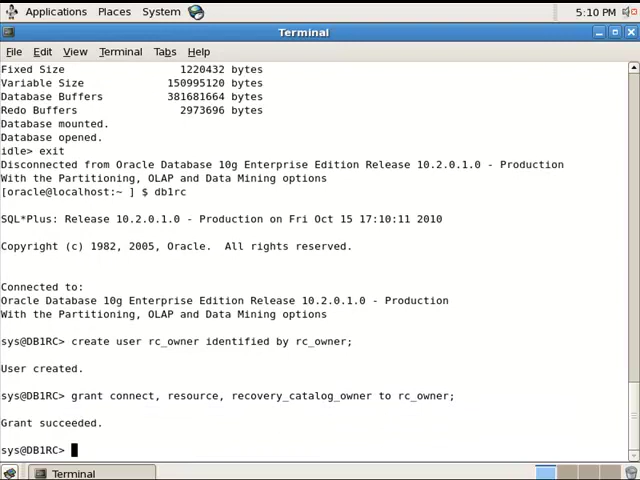 Applications Places System
5:10 PM
Terminal
File Edit View Terminal Tabs Help
Fixed Size 1220432 bytes
Variable Size 150995120 bytes
Database Buffers 381681664 bytes
Redo Buffers 2973696 bytes
Database mounted.
Database opened.
idle> exit
Disconnected from Oracle Database 10g Enterprise Edition Release 10.2.0.1.0 - Production
With the Partitioning, OLAP and Data Mining options
[oracle@localhost:~ ] $ db1rc
SQL*Plus: Release 10.2.0.1.0 - Production on Fri Oct 15 17:10:11 2010
Copyright (c) 1982, 2005, Oracle.  All rights reserved.
Connected to:
Oracle Database 10g Enterprise Edition Release 10.2.0.1.0 - Production
With the Partitioning, OLAP and Data Mining options
sys@DB1RC> create user rc_owner identified by rc_owner;
User created.
sys@DB1RC> grant connect, resource, recovery_catalog_owner to rc_owner;
Grant succeeded.
sys@DB1RC>
Terminal